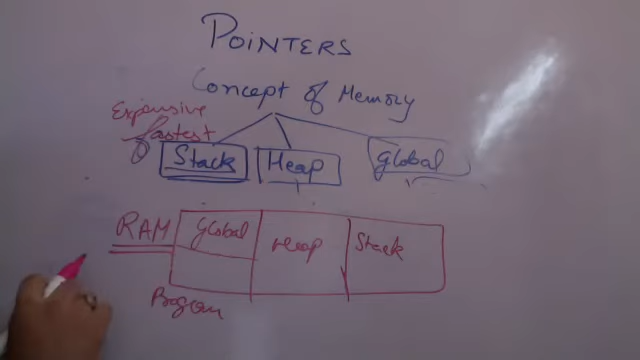 POINTERS
Concept of Memory
Expensive
fastest
Stack Heap global
RAM global Heap Stack
Program